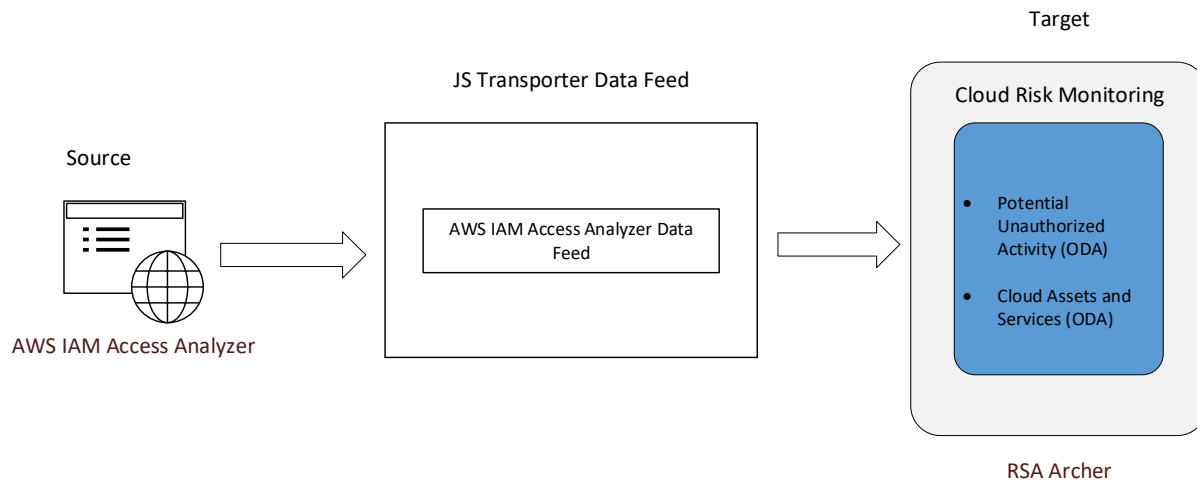 Target
JS Transporter Data Feed
Cloud Risk Monitoring
Source
Potential
Unauthorized
Activity (ODA)
AWS IAM Access Analyzer Data
Feed
Cloud Assets and
Services (ODA)
AWS IAM Access Analyzer
RSA Archer